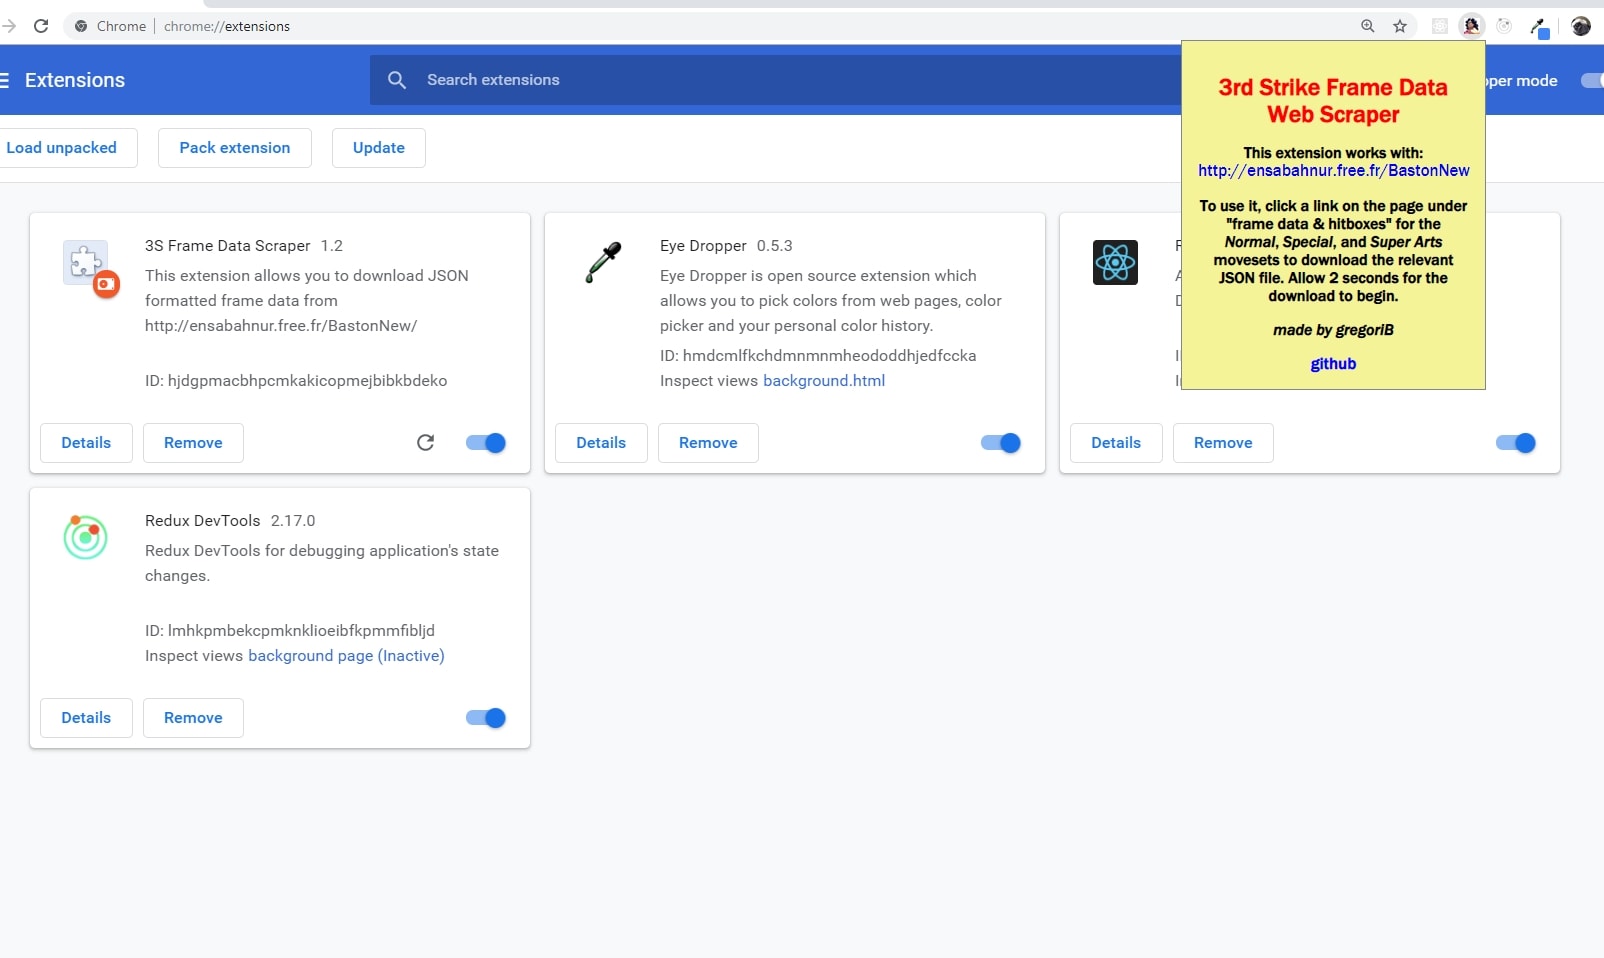 Chrome chrome://extensions
Extensions
Search extensions
per mode
Load unpacked
Pack extension
Update
3rd Strike Frame Data
Web Scraper
This extension works with:
http://ensabahnur.free.fr/BastonNew
To use it, click a link on the page under
"frame data & hitboxes" for the
Normal, Special, and Super Arts
movesets to download the relevant
JSON file. Allow 2 seconds for the
download to begin.
made by gregoriB
github
3S Frame Data Scraper 1.2
This extension allows you to download JSON
formatted frame data from
http://ensabahnur.free.fr/BastonNew/
ID: hjdgpmacbhpcmkakicopmejbibkbdeko
Details
Remove
Eye Dropper 0.5.3
Eye Dropper is open source extension which
allows you to pick colors from web pages, color
picker and your personal color history.
ID: hmdcmlfkchdmnmnmheododdhjedfccka
Inspect views background.html
Details
Remove
Details
Remove
Redux DevTools 2.17.0
Redux DevTools for debugging application's state
changes.
ID: lmhkpmbekcpmknklioeibfkpmmfibljd
Inspect views background page (Inactive)
Details
Remove